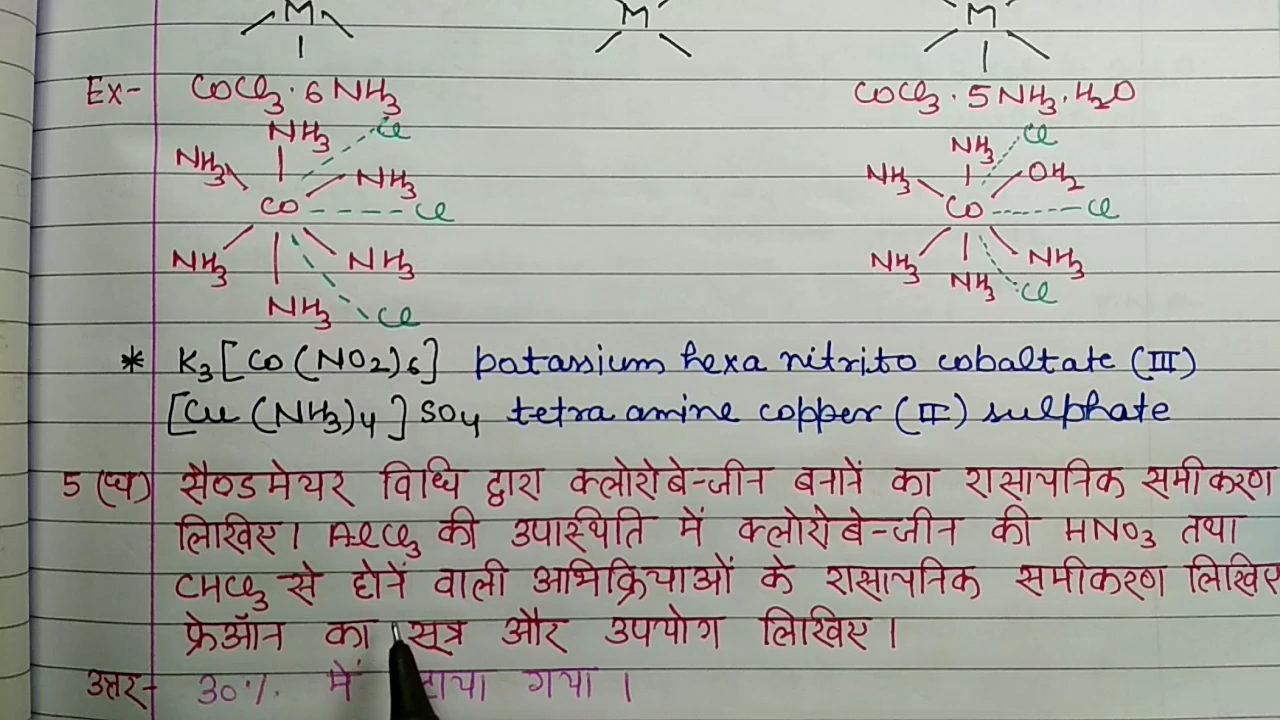 M M M
Ex- CoCl3·6NH3 CoCl3·5NH3·H2O
NH3 Cl NH3 Cl
NH3 NH3 NH3 OH2
Co Cl Co Cl
NH3 NH3 NH3 NH3
NH3 Cl NH3 Cl
* K3[Co(NO2)6] potassium hexa nitrito cobaltate (III)
[Cu(NH3)4]SO4 tetra amine copper (II) sulphate
5 (घ) सैण्डमेयर विधि द्वारा क्लोरोबेन्जीन बनानें का रासायनिक समीकरण
लिखिए। AlCl3 की उपास्थिति में क्लोरोबेन्जीन की HNO3 तथा
CHCl3 से होनें वाली अभिक्रियाओं के रासायनिक समीकरण लिखिए
फ्रेऑन का सूत्र और उपयोग लिखिए।
उत्तर- 30% में गया।